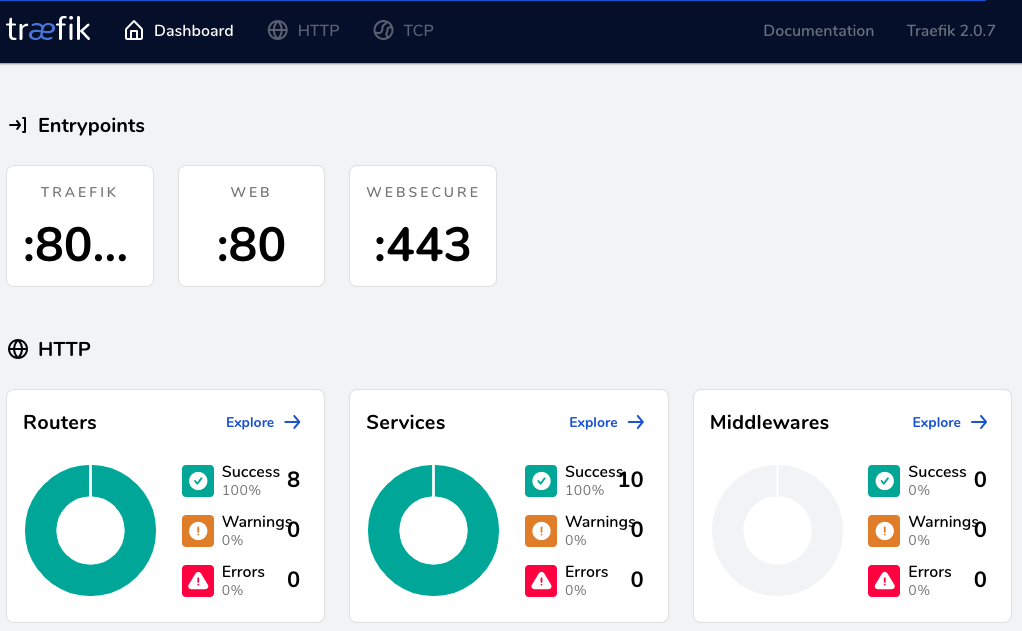 træfik Dashboard HTTP TCP Documentation Traefik 2.0.7
Entrypoints
TRAEFIK WEB WEBSECURE
:80... :80 :443
HTTP
Routers Explore Services Explore Middlewares Explore
Success 8 Success 10 Success 0
100% 100% 0%
Warnings 0 Warnings 0 Warnings 0
0% 0% 0%
Errors 0 Errors 0 Errors 0
0% 0% 0%